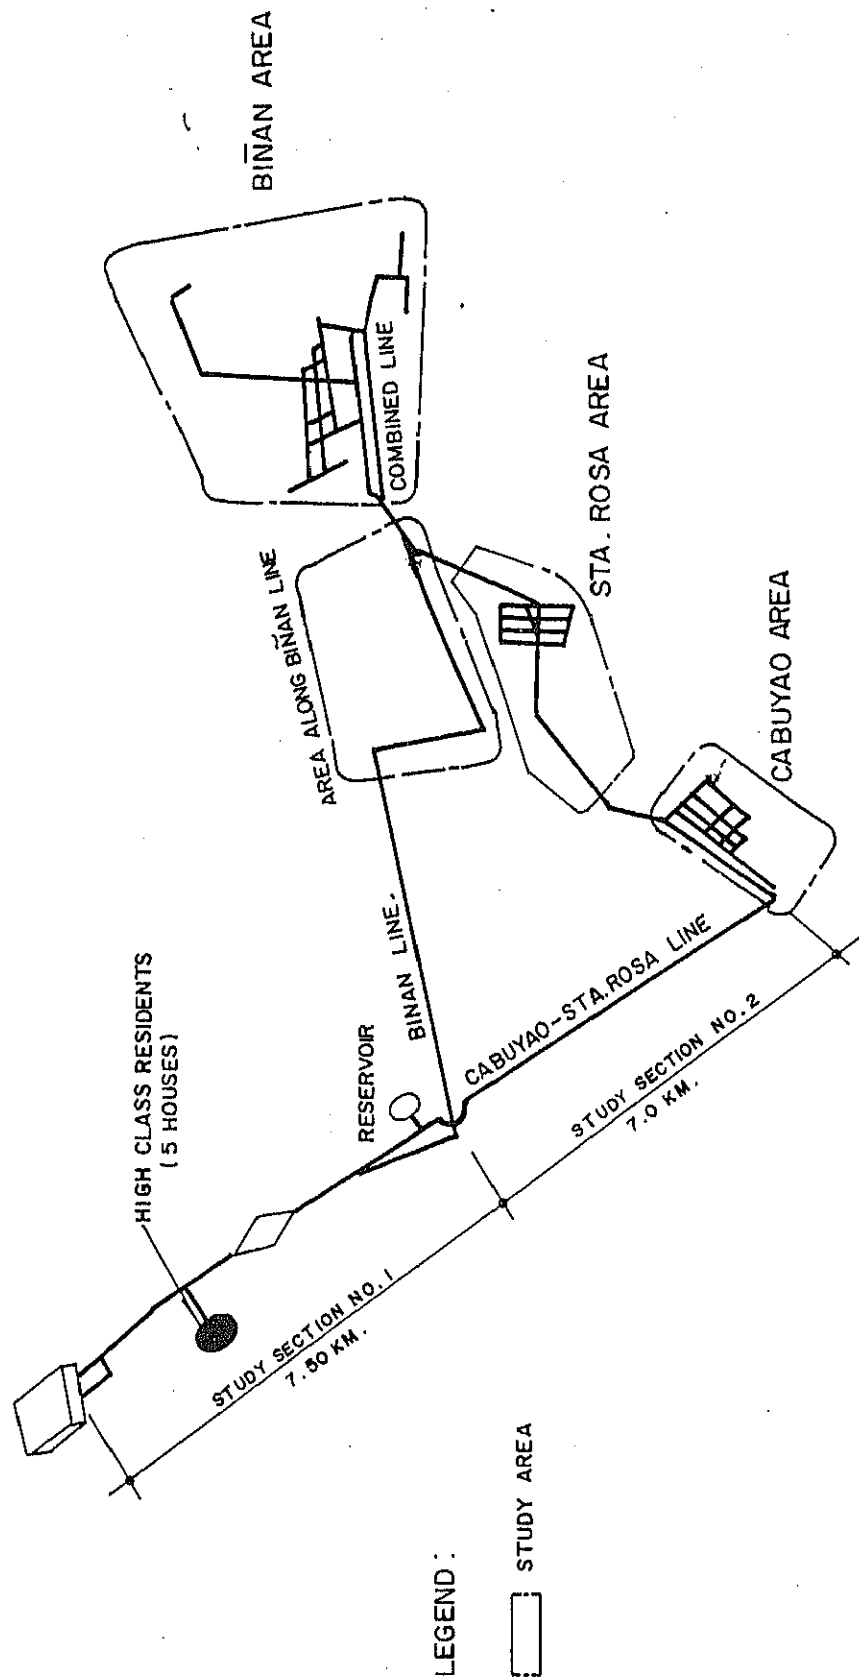 HIGH CLASS RESIDENTS
(5 HOUSES)
RESERVOIR
BINAN LINE.
AREA ALONG BIÑAN LINE
BIÑAN AREA
COMBINED LINE
STA. ROSA AREA
CABUYAO AREA
CABUYAO-STA.ROSA LINE
STUDY SECTION NO.1
7.50 KM.
STUDY SECTION NO.2
7.0 KM.
LEGEND:
STUDY AREA